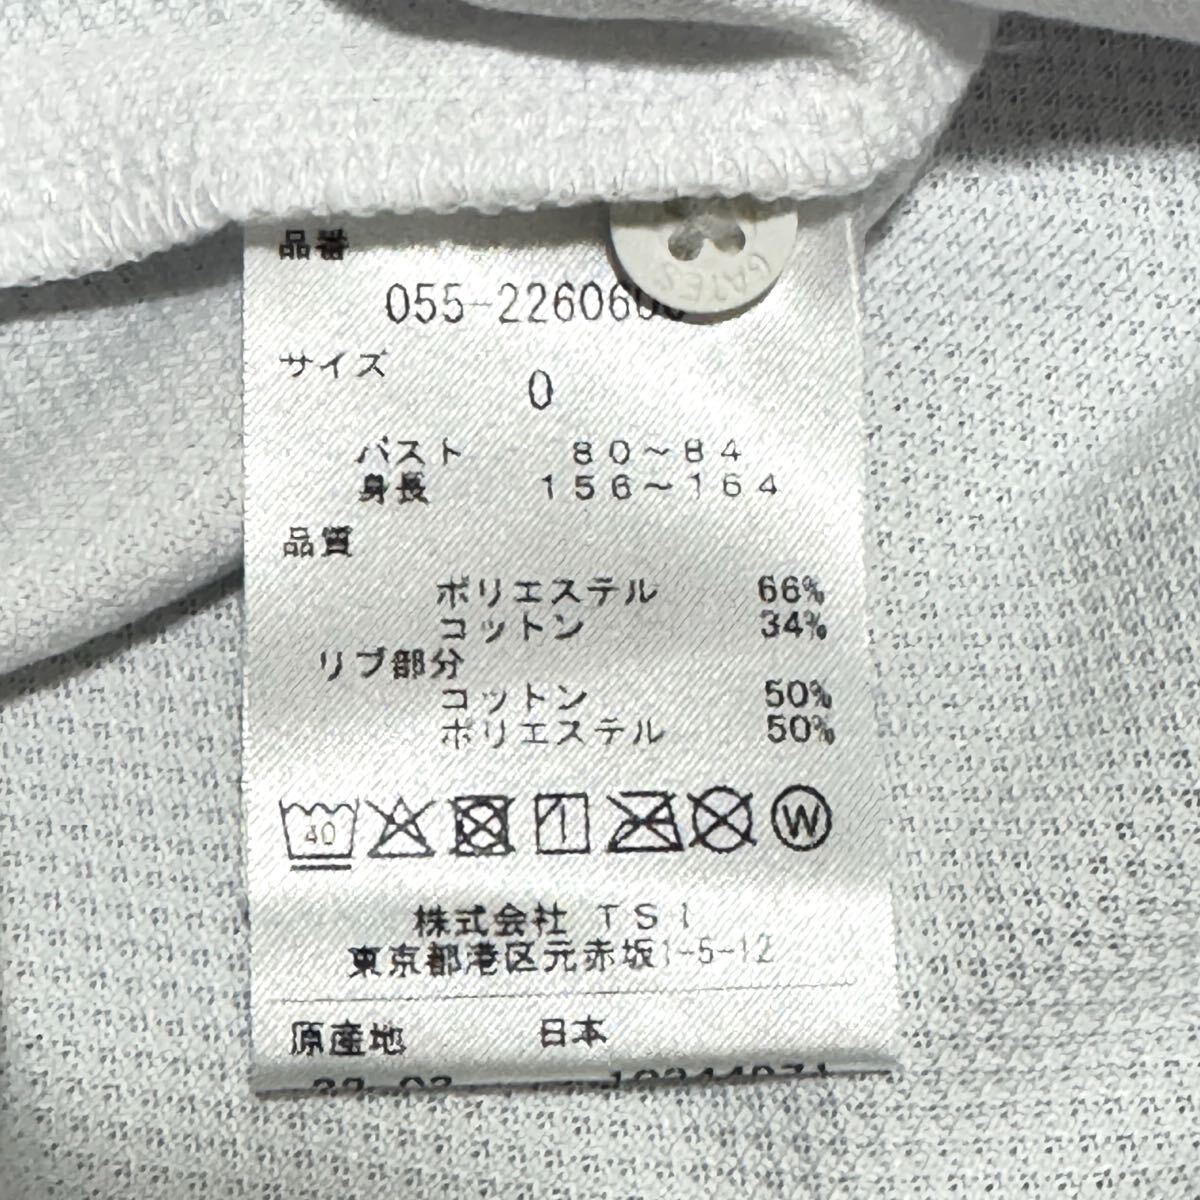 品番
055-22606
サイズ
0
バスト 80~84
身長 156~164
品質
ポリエステル 66%
コットン 34%
リブ部分
コットン 50%
ポリエステル 50%
40
W
株式会社 TSI
東京都港区元赤坂1-5-12
原産地 日本
GATES